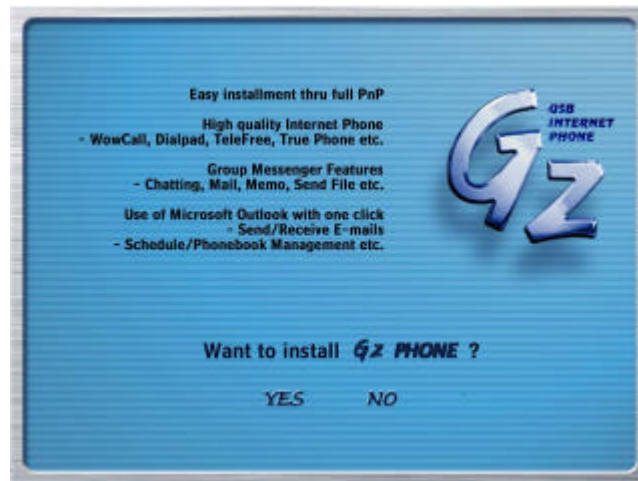 Easy installment thru full PnP
High quality Internet Phone
- WowCall, Dialpad, TeleFree, True Phone etc.
Group Messenger Features
- Chatting, Mail, Memo, Send File etc.
Use of Microsoft Outlook with one click
- Send/Receive E-mails
- Schedule/Phonebook Management etc.
GZ
QSB
INTERNET
PHONE
Want to install GZ PHONE ?
YES NO